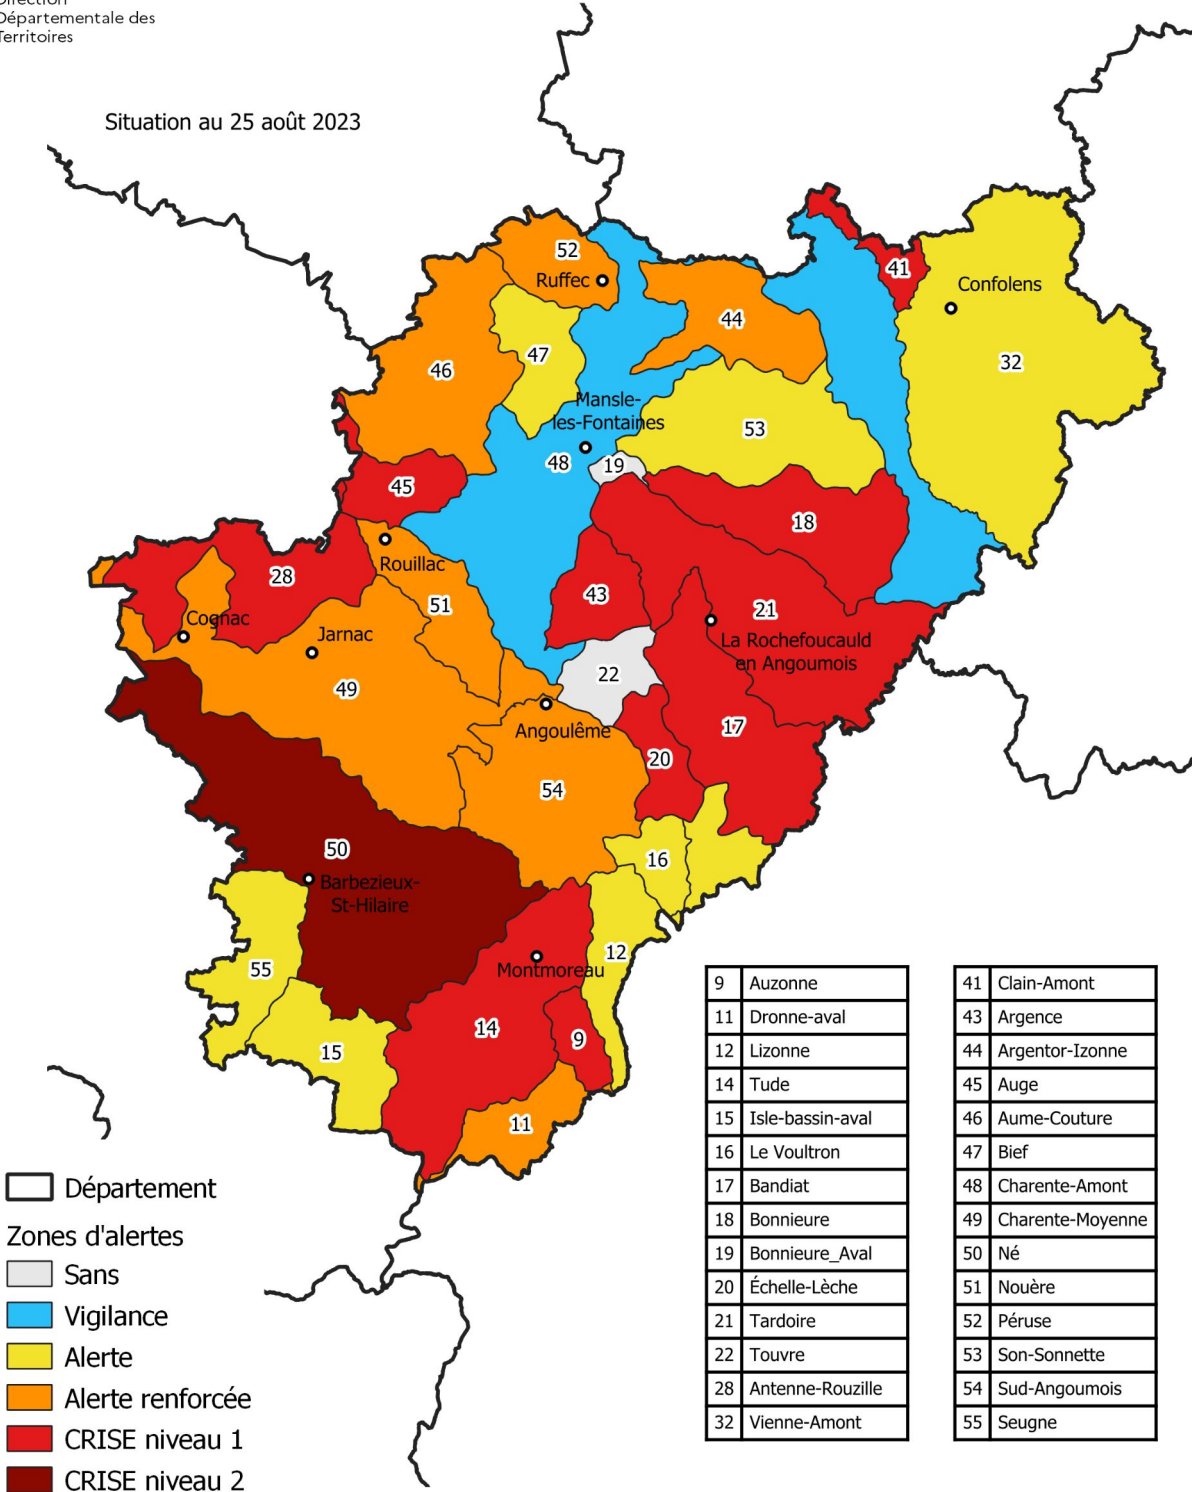 Direction
Départementale des
Territoires
Situation au 25 août 2023
52
Ruffec
41
Confolens
44
47
46
32
Mansle-
les-Fontaines
53
48
19
45
18
Rouillac
28
43
51
21
Cognac
Jarnac
La Rochefoucauld
en Angoumois
22
49
Angoulême
17
20
54
50
16
Barbezieux-
St-Hilaire
12
55
Montmoreau
14
9
15
11
9 Auzonne
11 Dronne-aval
12 Lizonne
14 Tude
15 Isle-bassin-aval
16 Le Voultron
17 Bandiat
18 Bonnieure
19 Bonnieure_Aval
20 Échelle-Lèche
21 Tardoire
22 Touvre
28 Antenne-Rouzille
32 Vienne-Amont
41 Clain-Amont
43 Argence
44 Argentor-Izonne
45 Auge
46 Aume-Couture
47 Bief
48 Charente-Amont
49 Charente-Moyenne
50 Né
51 Nouère
52 Péruse
53 Son-Sonnette
54 Sud-Angoumois
55 Seugne
Département
Zones d'alertes
Sans
Vigilance
Alerte
Alerte renforcée
CRISE niveau 1
CRISE niveau 2